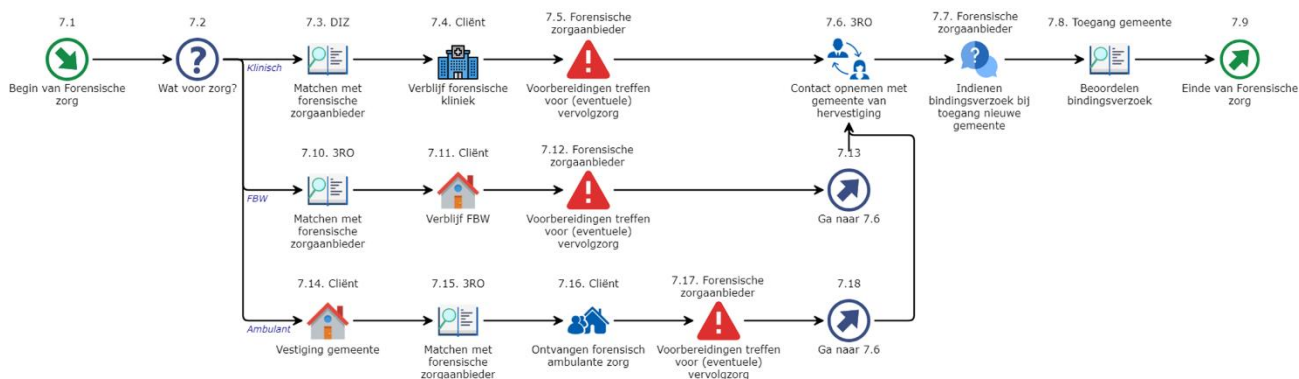 7.1
7.2
7.3. DIZ
7.4. Cliënt
7.5. Forensische
zorgaanbieder
7.6. 3RO
7.7. Forensische
zorgaanbieder
7.8. Toegang gemeente
7.9
Klinisch
Begin van Forensische
zorg
Wat voor zorg?
Matchen met
forensische
zorgaanbieder
Verblijf forensische
kliniek
Voorbereidingen treffen
voor (eventuele)
vervolgzorg
Contact opnemen met
gemeente van
hervestiging
Indienen
bindingsverzoek bij
toegang nieuwe
gemeente
Beoordelen
bindingsverzoek
Einde van Forensische
zorg
7.10. 3RO
7.11. Cliënt
7.12. Forensische
zorgaanbieder
7.13
FBW
Matchen met
forensische
zorgaanbieder
Verblijf FBW
Voorbereidingen treffen
voor (eventuele)
vervolgzorg
Ga naar 7.6
7.14. Cliënt
7.15. 3RO
7.16. Cliënt
7.17. Forensische
zorgaanbieder
7.18
Ambulant
Vestiging gemeente
Matchen met
forensische
zorgaanbieder
Ontvangen forensisch
ambulante zorg
Voorbereidingen treffen
voor (eventuele)
vervolgzorg
Ga naar 7.6